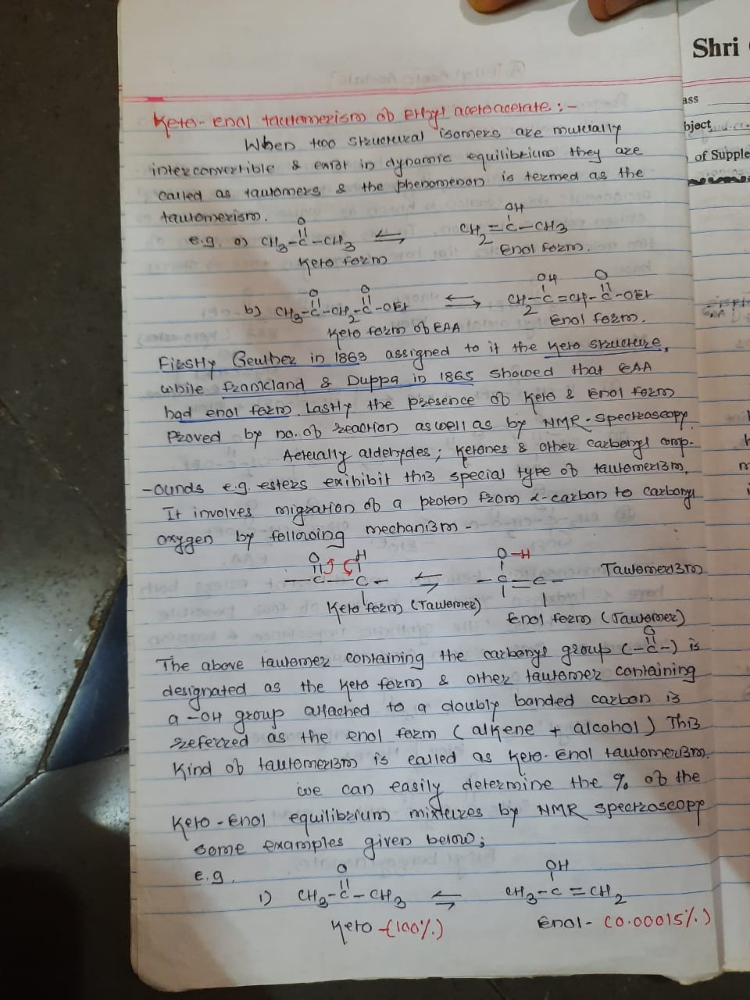 Shri
ass
bject
of Supple
Keto-enal tautomerism of Ethyl acetoacetate :-
When two structural isomers are mutually
interconvertible & exist in dynamic equilibrium they are
called as tautomers & the phenomenon is termed as the
tautomerism.
O OH
e.g. a) CH3-C-CH3 ⇌ CH2=C-CH3
Keto form Enol form.
O O OH O
b) CH3-C-CH2-C-OEt ⇌ CH2-C=CH-C-OEt
Keto form of EAA Enol form.
Firstly Geuther in 1863 assigned to it the keto structure,
while Frankland & Duppa in 1865 showed that EAA
had enol form. Lastly the presence of Keto & Enol form
Proved by no. of reaction as well as by NMR-spectroscopy.
Actually aldehydes, Ketones & other carbonyl comp-
-ounds e.g. esters exihibit this special type of tautomerism.
It involves migration of a proton from α-carbon to carbonyl
oxygen by following mechanism -
O H O-H
-C-C- ⇌ -C=C- Tautomerism
Keto form (Tautomer)
Enol form (Tautomer)
O
The above tautomer containing the carbonyl group (-C-) is
designated as the keto form & other tautomer containing
a -OH group attached to a doubly bonded carbon is
referred as the enol form (alkene + alcohol) This
kind of tautomerism is called as Keto-Enol tautomerism.
we can easily determine the % of the
Keto-Enol equilibrium mixteures by NMR spectroscopy
some examples given below;
e.g.
O OH
1) CH3-C-CH3 ⇌ CH3-C=CH2
Keto-(100%) Enol- (0.00015%)